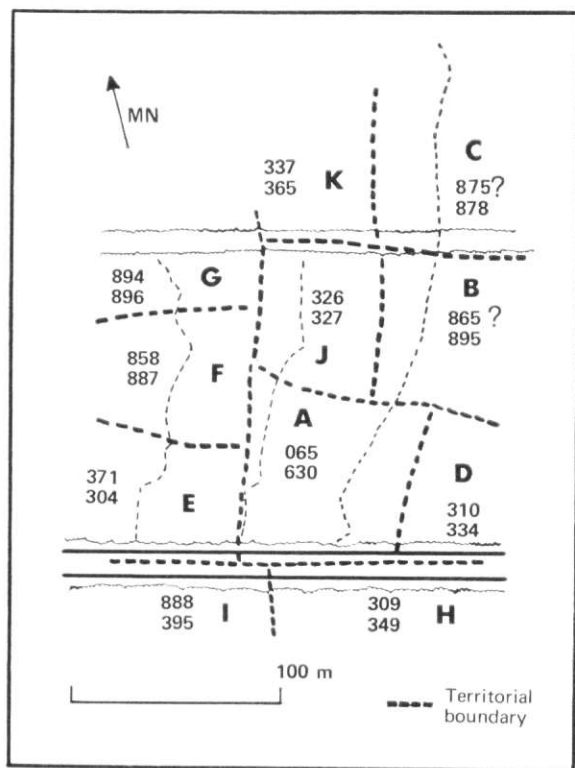 MN
C
875?
878
337
365 K
894
896 G
326
327
B
865 ?
895
858
887 F
J
A
065
630
371
304 E
D
310
334
888
395 I
309
349 H
100 m
Territorial
boundary